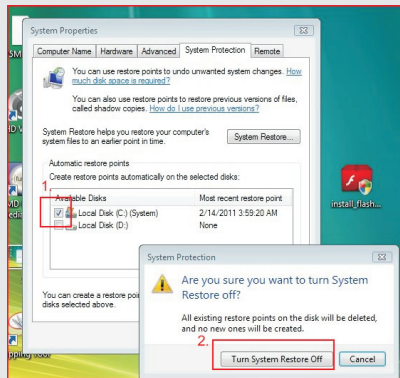 System Properties
Computer Name Hardware Advanced System Protection Remote
You can use restore points to undo unwanted system changes. How
much disk space is required?
You can also use restore points to restore previous versions of files,
called shadow copies. How do I use previous versions?
System Restore helps you restore your computer's
system files to an earlier point in time.
System Restore...
Automatic restore points
Create restore points automatically on the selected disks:
1.
Available Disks Most recent restore point
Local Disk (C:) (System) 2/14/2011 3:59:20 AM
Local Disk (D:) None
install_flash...
System Protection
Are you sure you want to turn System
Restore off?
All existing restore points on the disk will be deleted,
and no new ones will be created.
You can create a restore poi
disks selected above.
2.
Turn System Restore Off Cancel